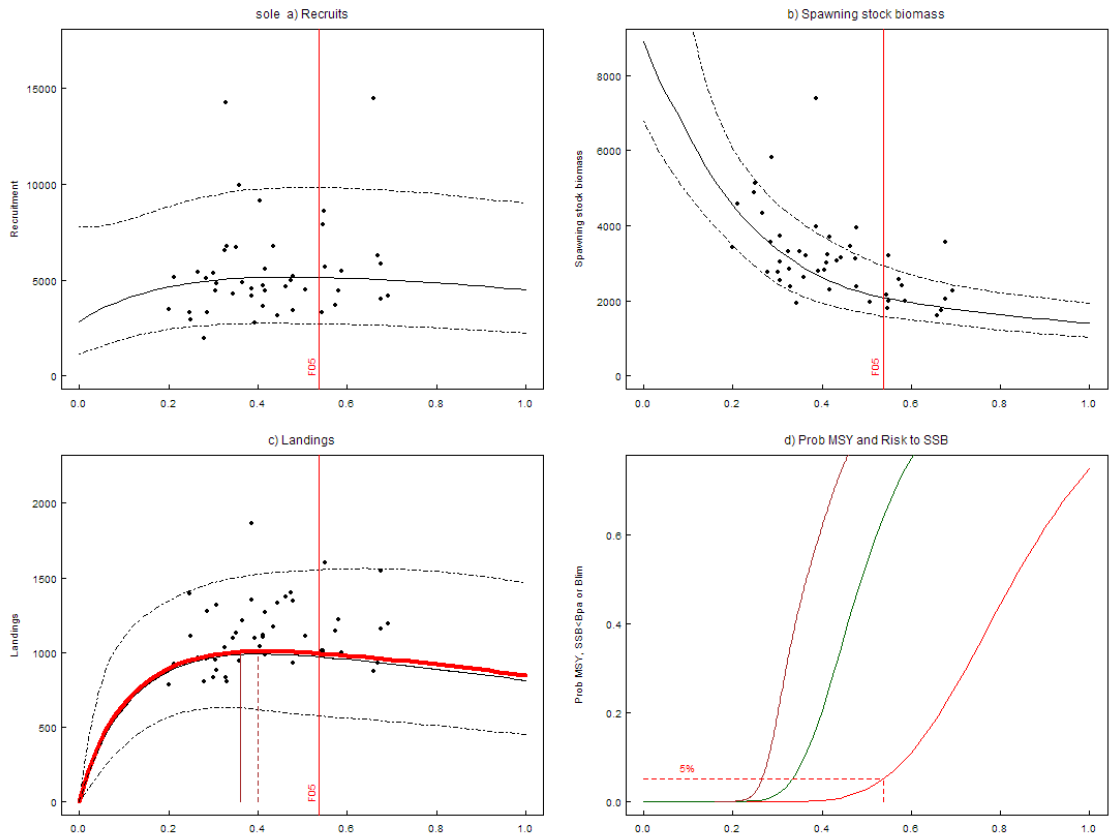 sole a) Recruits
Recruitment
15000
10000
5000
0
F05
0.0 0.2 0.4 0.6 0.8 1.0
b) Spawning stock biomass
Spawning stock biomass
8000
6000
4000
2000
0
F05
0.0 0.2 0.4 0.6 0.8 1.0
c) Landings
Landings
2000
1500
1000
500
0
F05
0.0 0.2 0.4 0.6 0.8 1.0
d) Prob MSY and Risk to SSB
Prob MSY, SSB<Bpa or Blim
0.6
0.4
0.2
0.0
5%
0.0 0.2 0.4 0.6 0.8 1.0